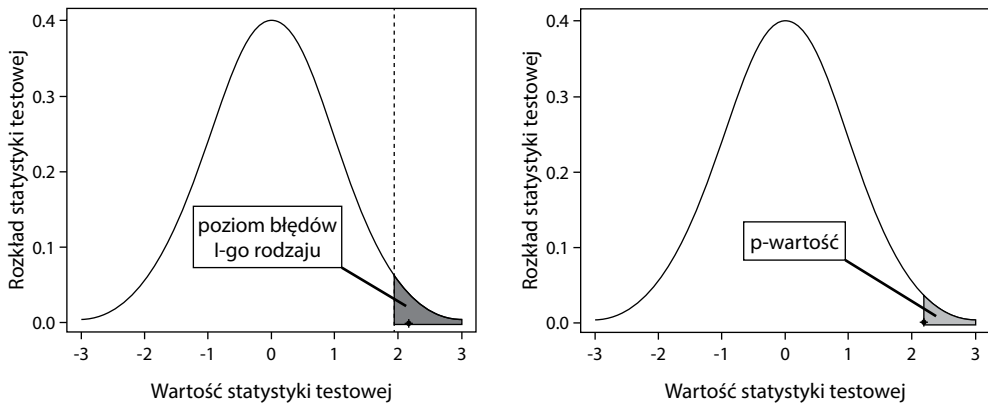 Rozkład statystyki testowej
0.4
0.3
0.2
0.1
0.0
poziom błędów
I-go rodzaju
-3 -2 -1 0 1 2 3
Wartość statystyki testowej
Rozkład statystyki testowej
0.4
0.3
0.2
0.1
0.0
p-wartość
-3 -2 -1 0 1 2 3
Wartość statystyki testowej